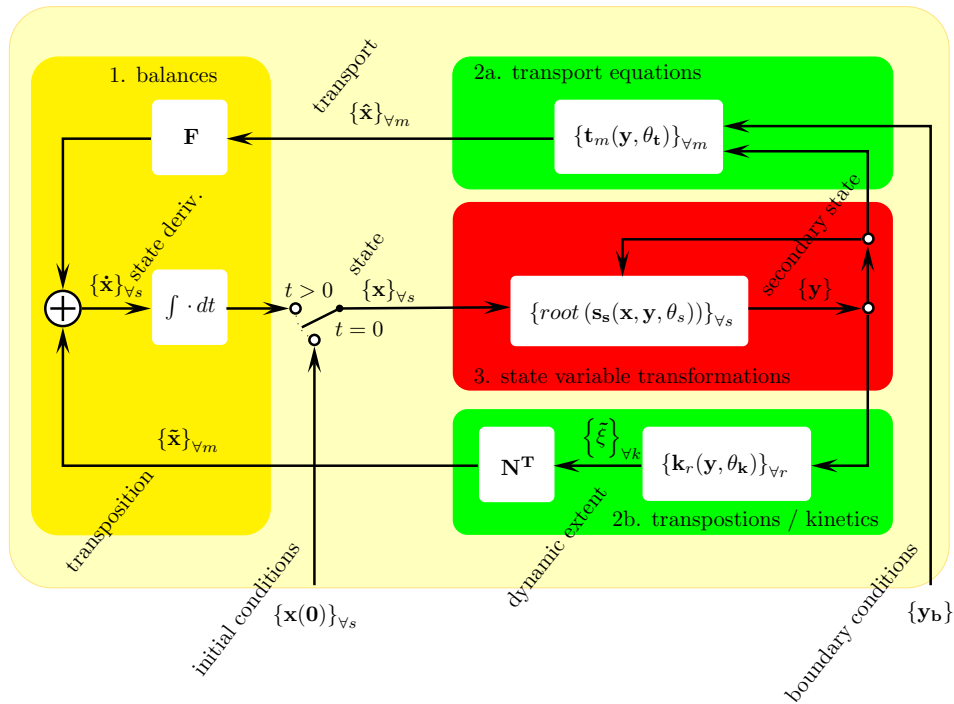 1. balances
transport
2a. transport equations
{x̂}∀m
F
{t_m(y, θ_t)}∀m
state deriv.
secondary state
{ẋ}∀s
∫ · dt
t > 0
state
{x}∀s
t = 0
{root (s_s(x, y, θ_s))}∀s
{y}
3. state variable transformations
{x̃}∀m
N^T
{ξ̃}∀k
{k_r(y, θ_k)}∀r
2b. transpostions / kinetics
transposition
dynamic extent
initial conditions
{x(0)}∀s
boundary conditions
{y_b}